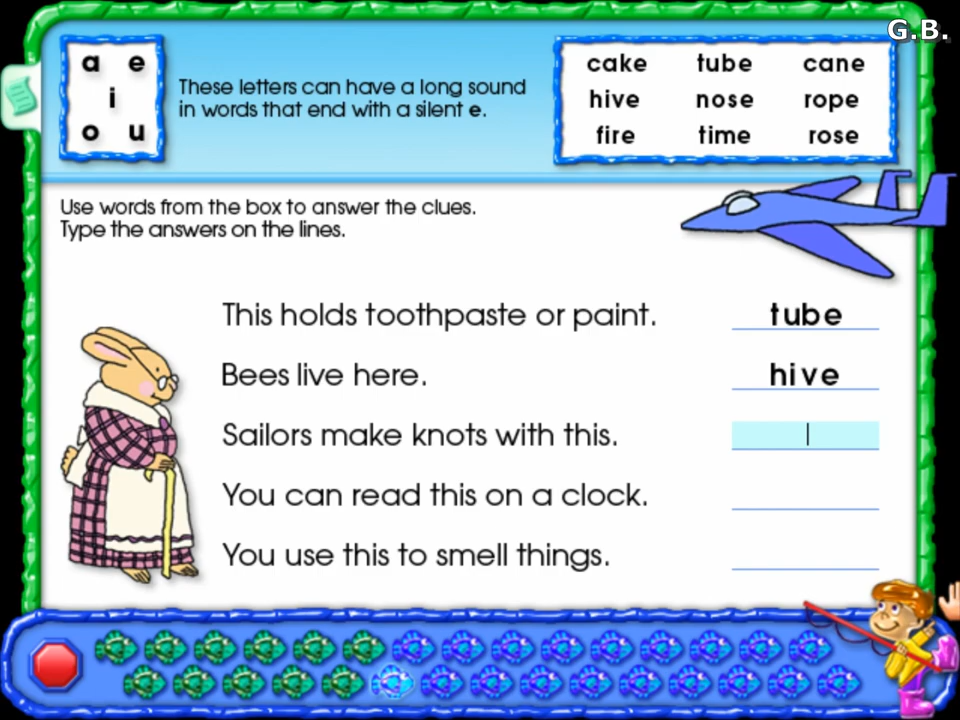 G.B.
a e
i
o u
These letters can have a long sound
in words that end with a silent e.
cake tube cane
hive nose rope
fire time rose
Use words from the box to answer the clues.
Type the answers on the lines.
This holds toothpaste or paint. tube
Bees live here. hive
Sailors make knots with this.
You can read this on a clock.
You use this to smell things.